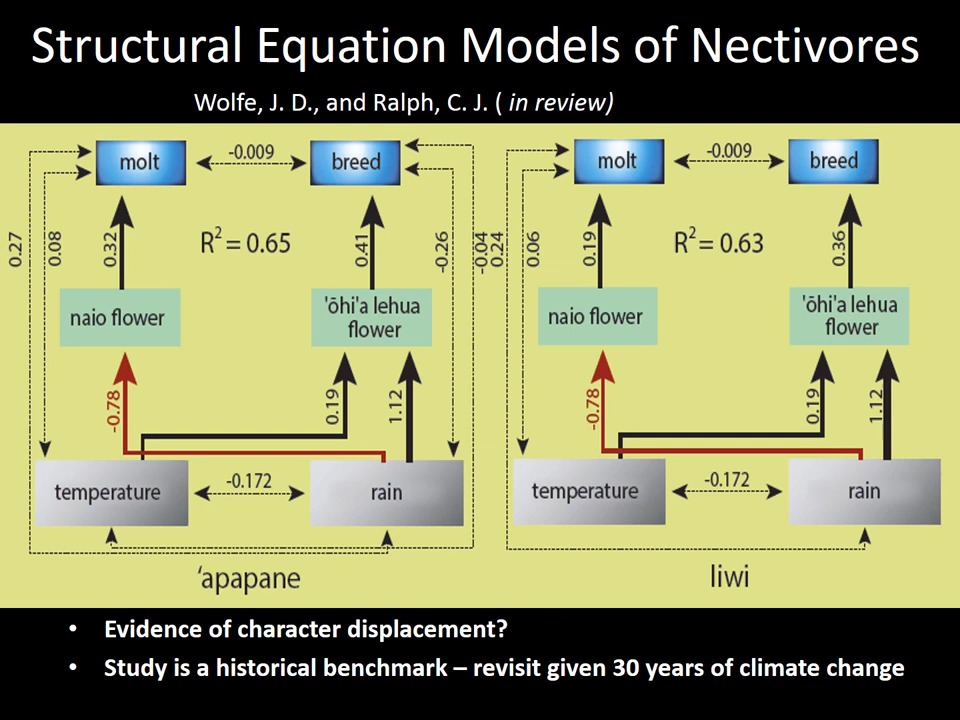 Structural Equation Models of Nectivores
Wolfe, J. D., and Ralph, C. J. ( in review)
molt
-0.009
breed
0.27
0.08
0.32
R² = 0.65
0.41
-0.26
-0.04
naio flower
'ōhi'a lehua
flower
-0.78
0.19
1.12
temperature
-0.172
rain
'apapane
molt
-0.009
breed
0.24
0.06
0.19
R² = 0.63
0.36
naio flower
'ōhi'a lehua
flower
-0.78
0.19
1.12
temperature
-0.172
rain
liwi
• Evidence of character displacement?
• Study is a historical benchmark – revisit given 30 years of climate change